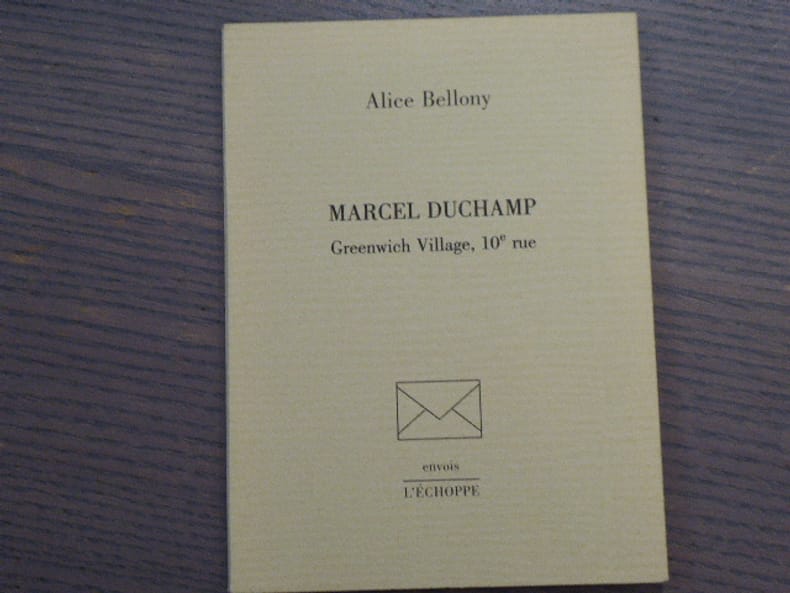 Alice Bellony
MARCEL DUCHAMP
Greenwich Village, 10e rue
envois
L'ÉCHOPPE